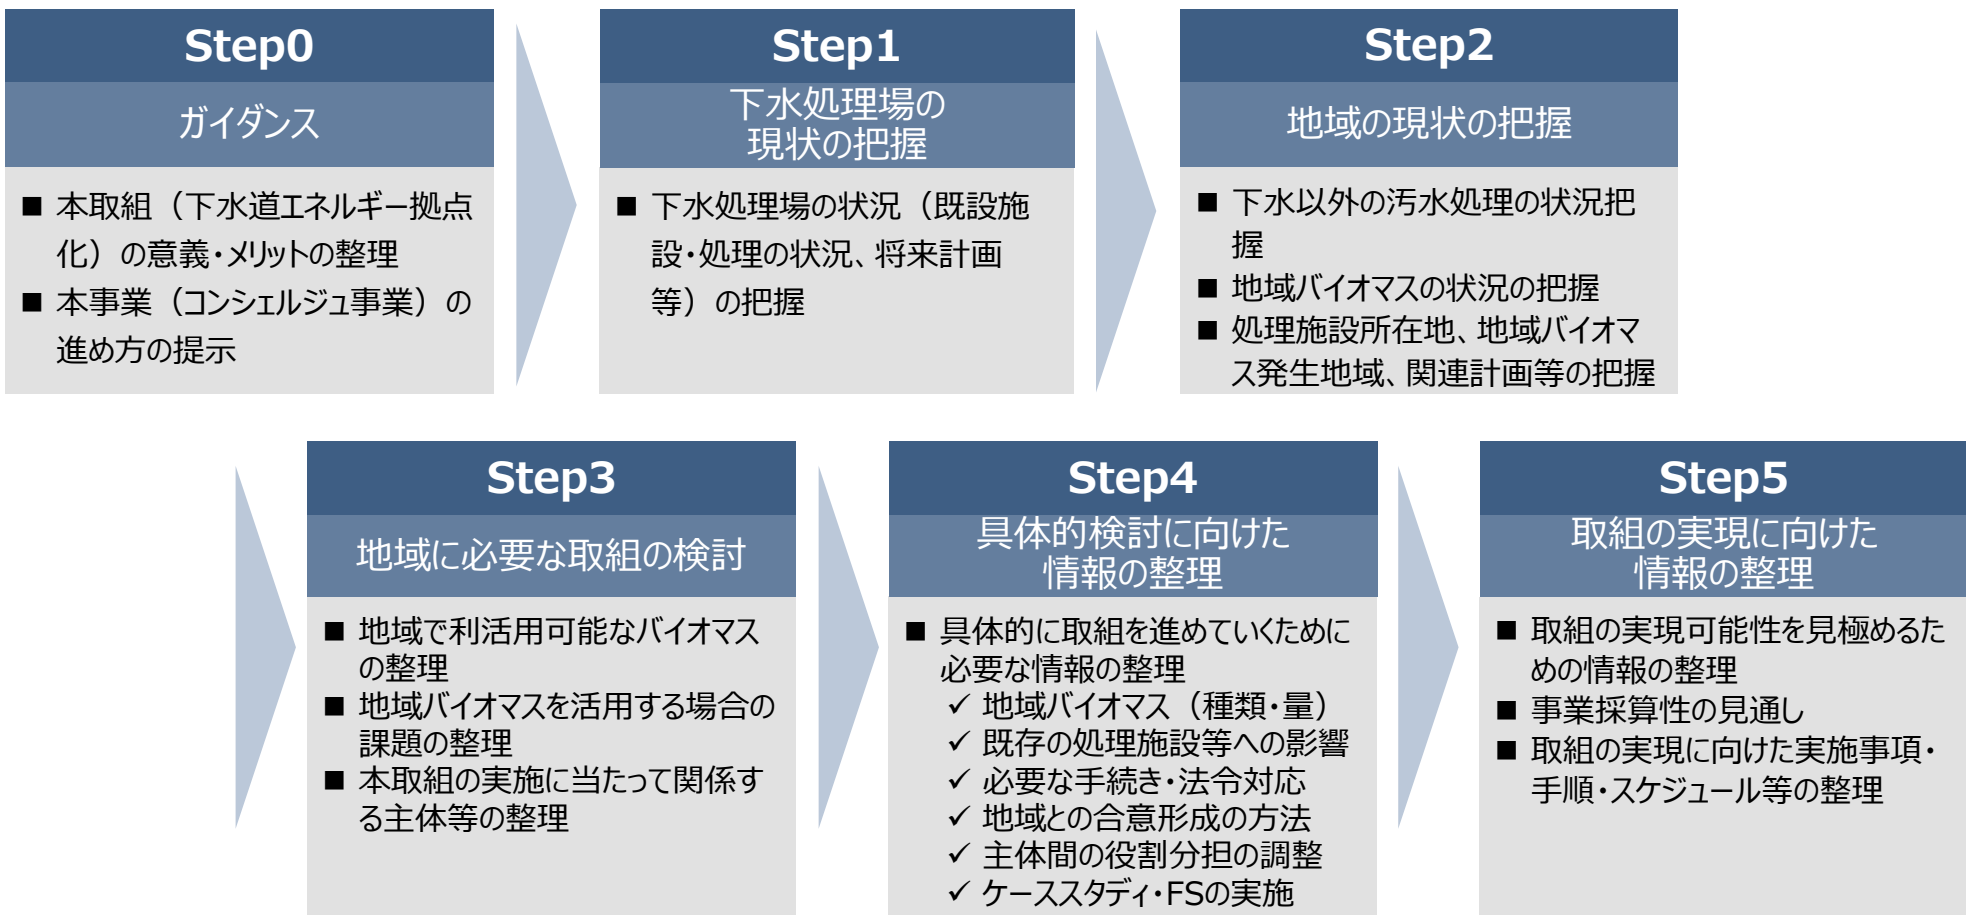 Step0
ガイダンス
■ 本取組（下水道エネルギー拠点
化）の意義・メリットの整理
■ 本事業（コンシェルジュ事業）の
進め方の提示
Step1
下水処理場の
現状の把握
■ 下水処理場の状況（既設施
設・処理の状況、将来計画
等）の把握
Step2
地域の現状の把握
■ 下水以外の汚水処理の状況把
握
■ 地域バイオマスの状況の把握
■ 処理施設所在地、地域バイオマ
ス発生地域、関連計画等の把握
Step3
地域に必要な取組の検討
■ 地域で利活用可能なバイオマス
の整理
■ 地域バイオマスを活用する場合の
課題の整理
■ 本取組の実施に当たって関係す
る主体等の整理
Step4
具体的検討に向けた
情報の整理
■ 具体的に取組を進めていくために
必要な情報の整理
✓ 地域バイオマス（種類・量）
✓ 既存の処理施設等への影響
✓ 必要な手続き・法令対応
✓ 地域との合意形成の方法
✓ 主体間の役割分担の調整
✓ ケーススタディ・FSの実施
Step5
取組の実現に向けた
情報の整理
■ 取組の実現可能性を見極めるた
めの情報の整理
■ 事業採算性の見通し
■ 取組の実現に向けた実施事項・
手順・スケジュール等の整理